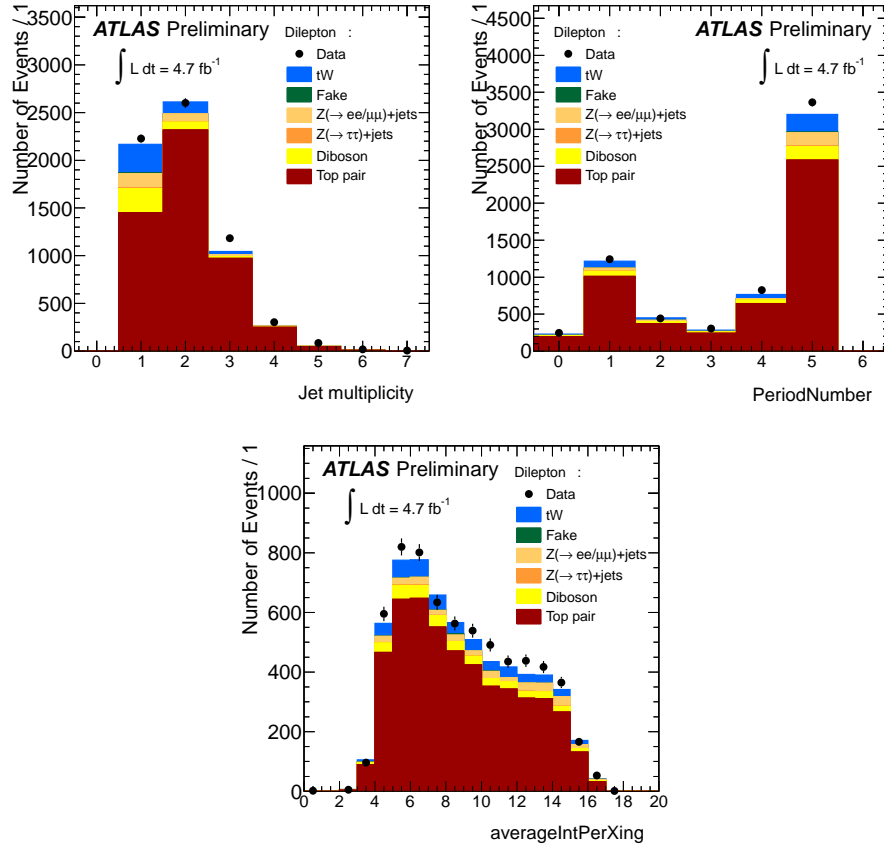 ATLAS Preliminary
∫ L dt = 4.7 fb⁻¹
Dilepton :
Data
tW
Fake
Z(→ ee/μμ)+jets
Z(→ ττ)+jets
Diboson
Top pair
Number of Events / 1
3500
3000
2500
2000
1500
1000
500
0
0 1 2 3 4 5 6 7
Jet multiplicity
ATLAS Preliminary
∫ L dt = 4.7 fb⁻¹
Dilepton :
Data
tW
Fake
Z(→ ee/μμ)+jets
Z(→ ττ)+jets
Diboson
Top pair
Number of Events / 1
4500
4000
3500
3000
2500
2000
1500
1000
500
0
0 1 2 3 4 5 6
PeriodNumber
ATLAS Preliminary
∫ L dt = 4.7 fb⁻¹
Dilepton :
Data
tW
Fake
Z(→ ee/μμ)+jets
Z(→ ττ)+jets
Diboson
Top pair
Number of Events / 1
1000
800
600
400
200
0
0 2 4 6 8 10 12 14 16 18 20
averageIntPerXing